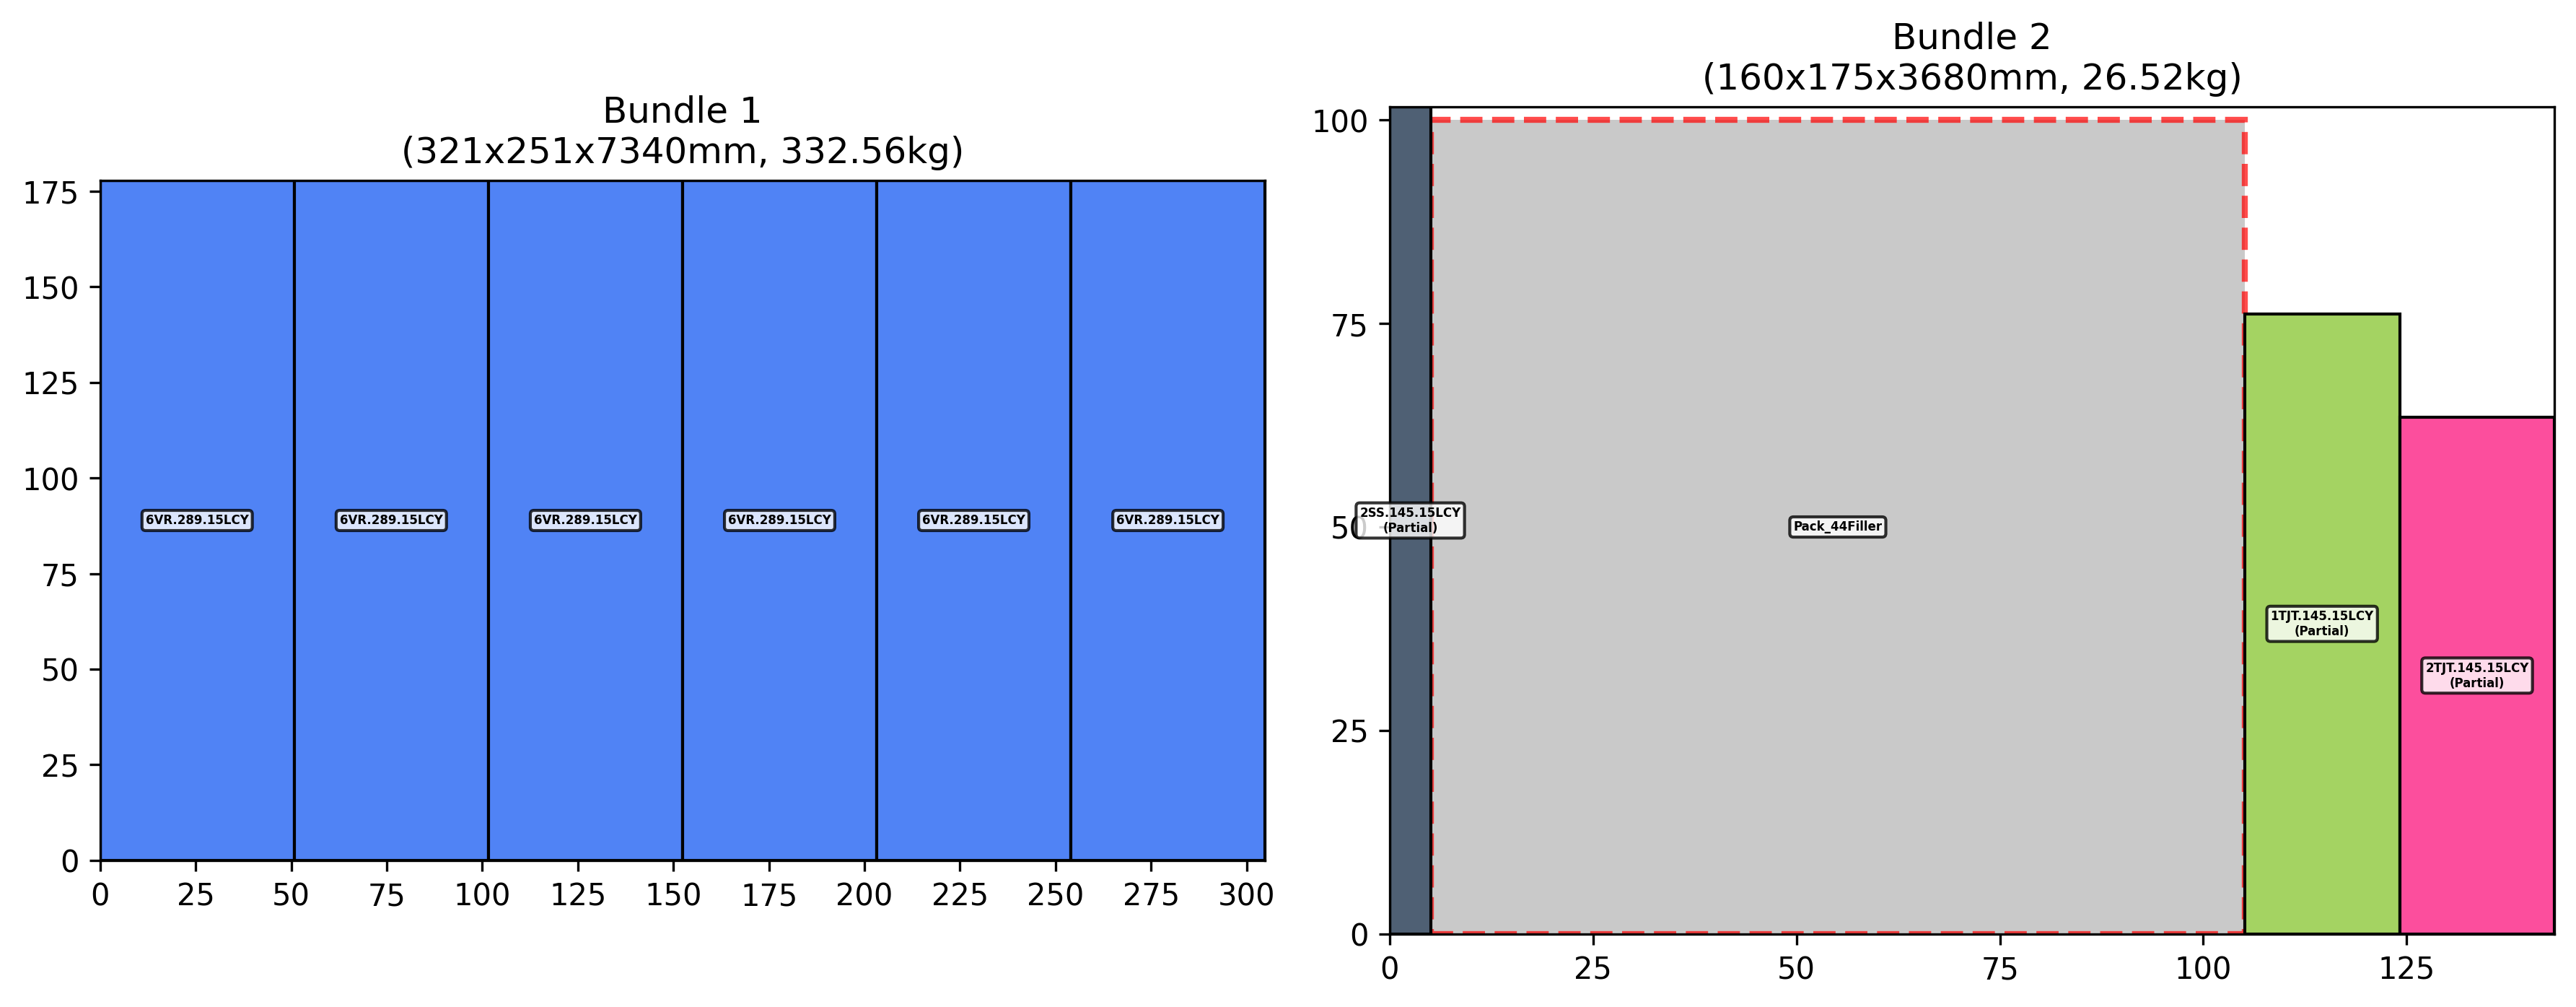 Bundle 1
(321x251x7340mm, 332.56kg)
175
150
125
100
75
50
25
0
6VR.289.15LCY
6VR.289.15LCY
6VR.289.15LCY
6VR.289.15LCY
6VR.289.15LCY
6VR.289.15LCY
0
25
50
75
100
125
150
175
200
225
250
275
300
Bundle 2
(160x175x3680mm, 26.52kg)
100
75
50
25
0
2SS.145.15LCY
(Partial)
Pack_44Filler
1TJT.145.15LCY
(Partial)
2TJT.145.15LCY
(Partial)
0
25
50
75
100
125